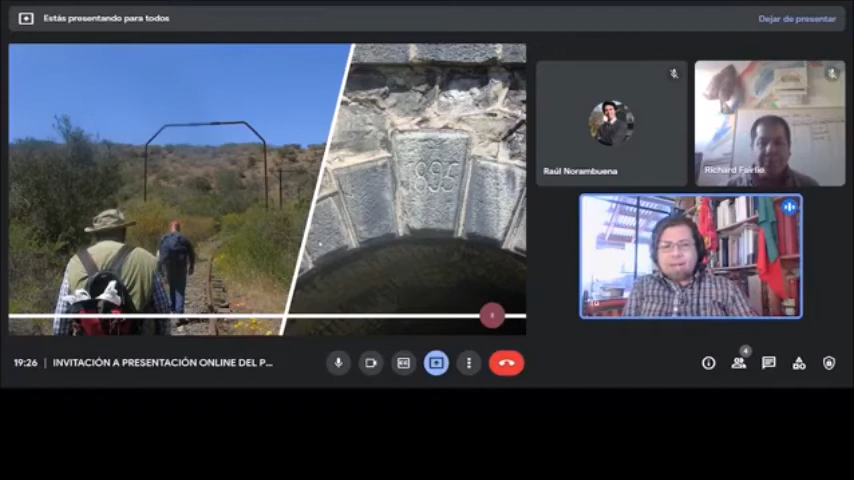 Estás presentando para todos
Dejar de presentar
1895
Raúl Norambuena
Richard Fairlie
Tú
19:26 | INVITACIÓN A PRESENTACIÓN ONLINE DEL P...
4